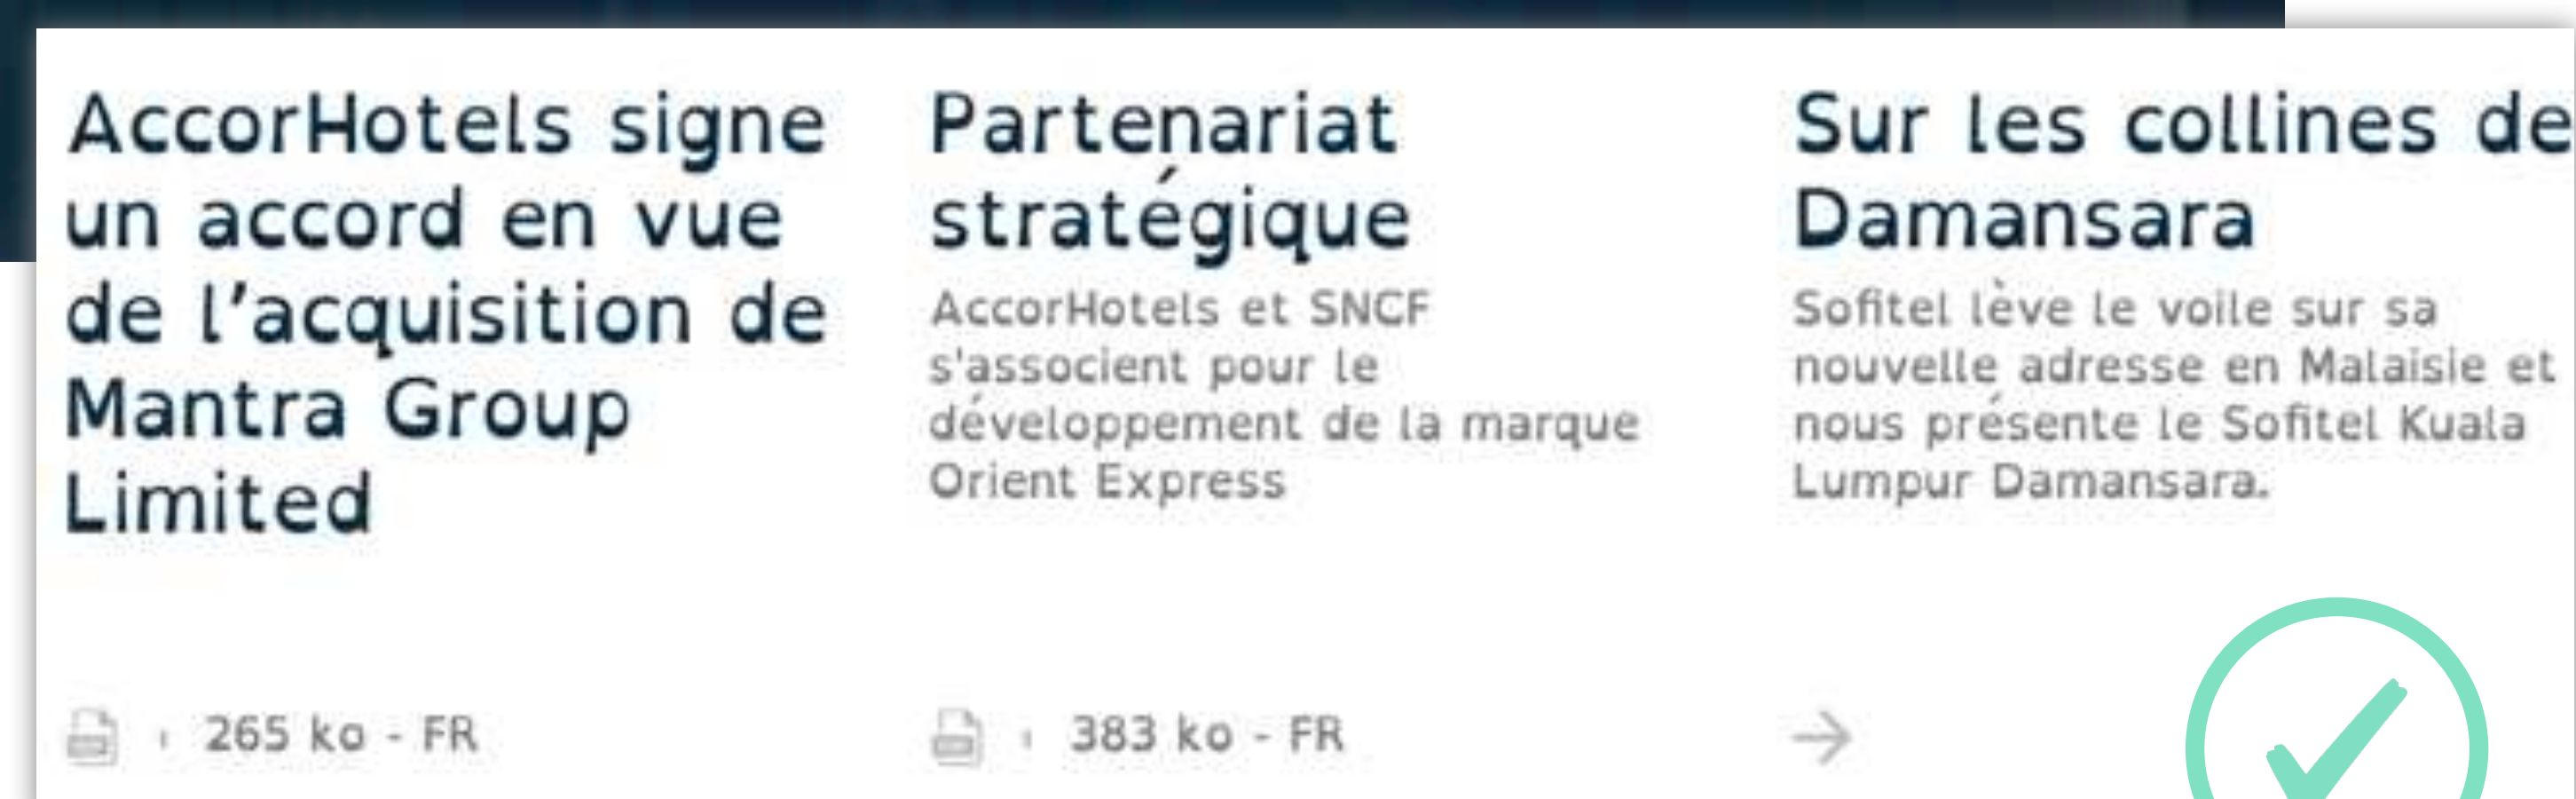 AccorHotels signe
un accord en vue
de l’acquisition de
Mantra Group
Limited
265 ko - FR
Partenariat
stratégique
AccorHotels et SNCF
s'associent pour le
développement de la marque
Orient Express
383 ko - FR
Sur les collines de
Damansara
Sofitel lève le voile sur sa
nouvelle adresse en Malaisie et
nous présente le Sofitel Kuala
Lumpur Damansara.